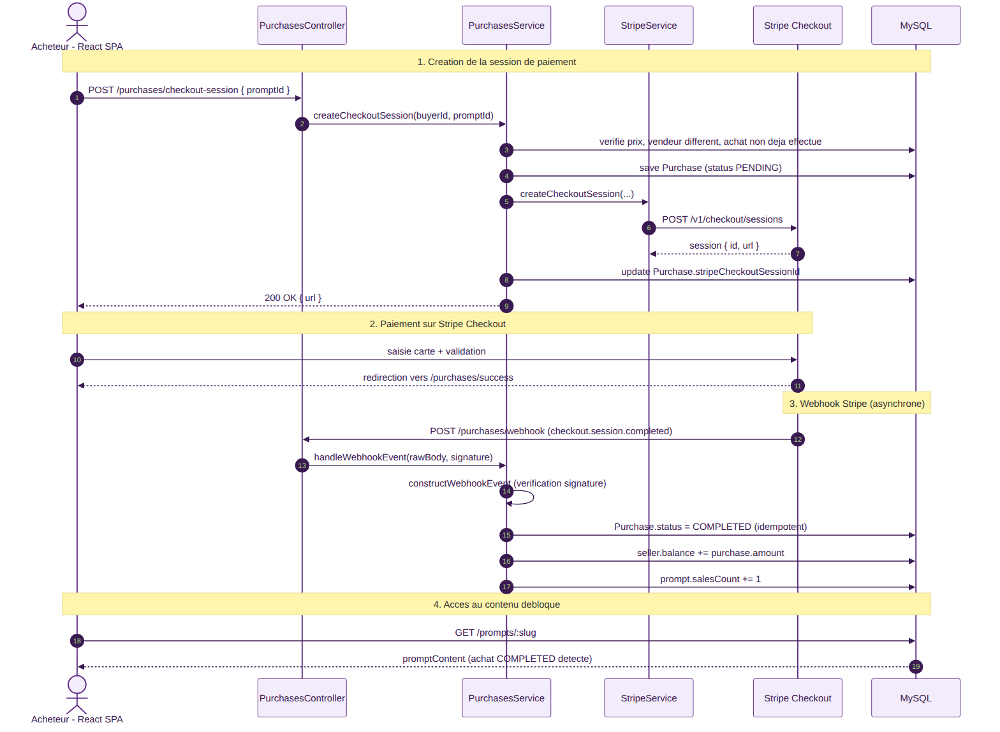 Acheteur - React SPA
PurchasesController
PurchasesService
StripeService
Stripe Checkout
MySQL
1. Creation de la session de paiement
POST /purchases/checkout-session { promptId }
1
createCheckoutSession(buyerId, promptId)
2
verifie prix, vendeur different, achat non deja effectue
3
save Purchase (status PENDING)
4
createCheckoutSession(...)
5
POST /v1/checkout/sessions
6
session { id, url }
7
update Purchase.stripeCheckoutSessionId
8
200 OK { url }
9
2. Paiement sur Stripe Checkout
saisie carte + validation
10
redirection vers /purchases/success
11
3. Webhook Stripe (asynchrone)
POST /purchases/webhook (checkout.session.completed)
12
handleWebhookEvent(rawBody, signature)
13
constructWebhookEvent (verification signature)
14
Purchase.status = COMPLETED (idempotent)
15
seller.balance += purchase.amount
16
prompt.salesCount += 1
17
4. Acces au contenu debloque
GET /prompts/:slug
18
promptContent (achat COMPLETED detecte)
19
Acheteur - React SPA
PurchasesController
PurchasesService
StripeService
Stripe Checkout
MySQL